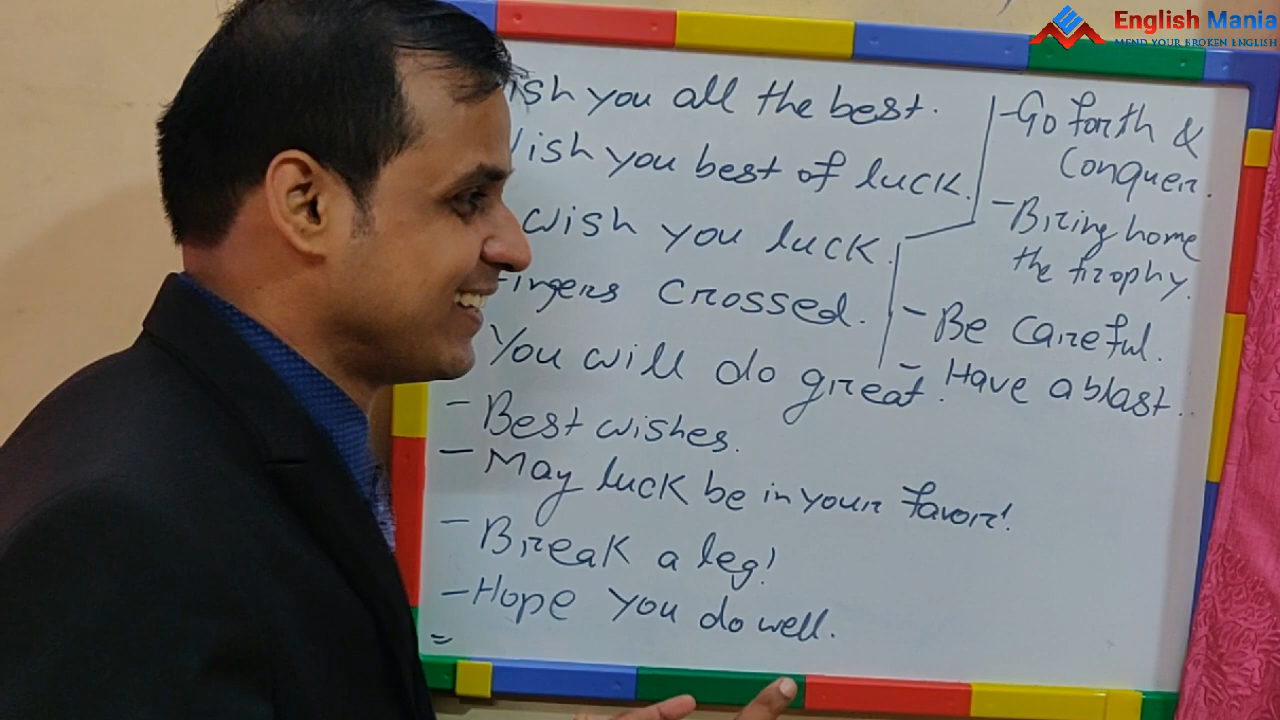 English Mania
MEND YOUR BROKEN ENGLISH
ish you all the best.
ish you best of luck.
wish you luck.
Fingers crossed.
You will do great.
- Best wishes.
- May luck be in your favor!
- Break a leg!
- Hope you do well.
=
- Go forth &
Conquer.
- Bring home
the trophy.
- Be careful.
- Have a blast.